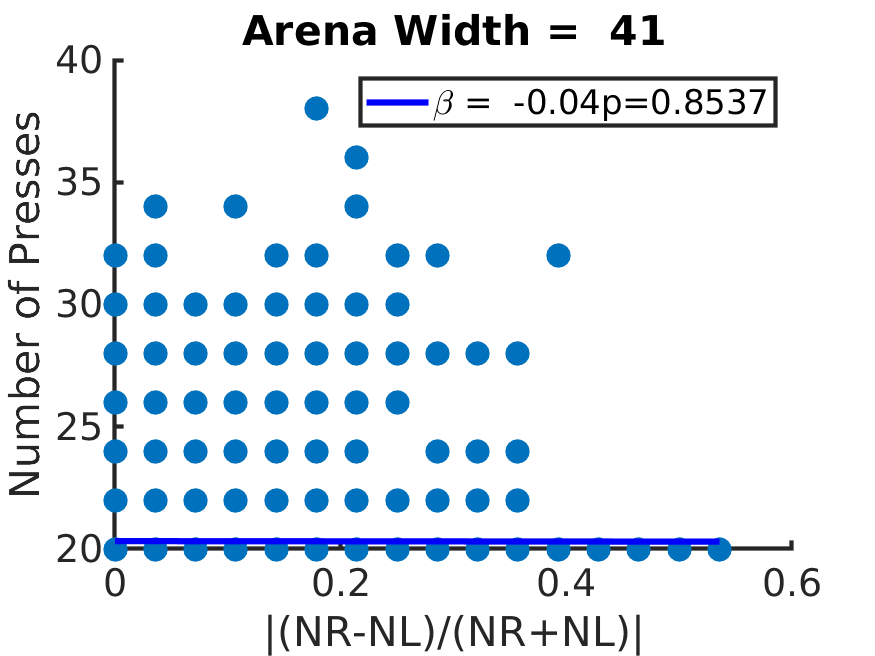 Arena Width =  41
β =  -0.04p=0.8537
Number of Presses
40
35
30
25
20
0
0.2
0.4
0.6
|(NR-NL)/(NR+NL)|